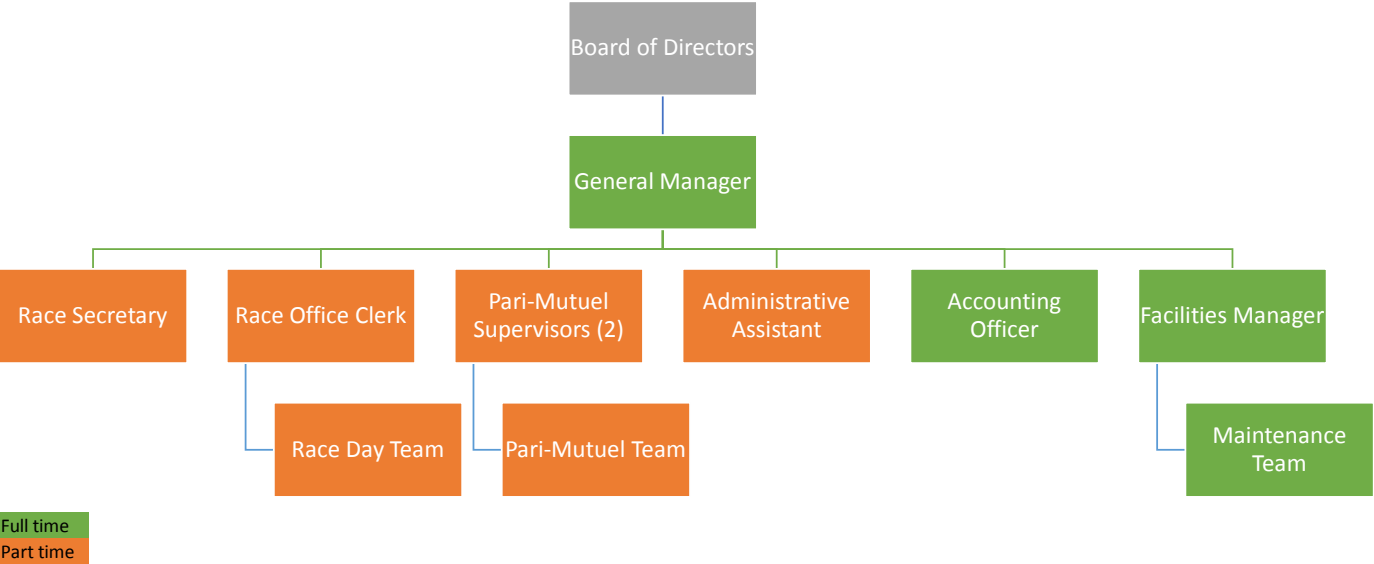 Board of Directors
General Manager
Race Secretary
Race Office Clerk
Pari-Mutuel
Supervisors (2)
Administrative
Assistant
Accounting
Officer
Facilities Manager
Race Day Team
Pari-Mutuel Team
Maintenance
Team
Full time
Part time